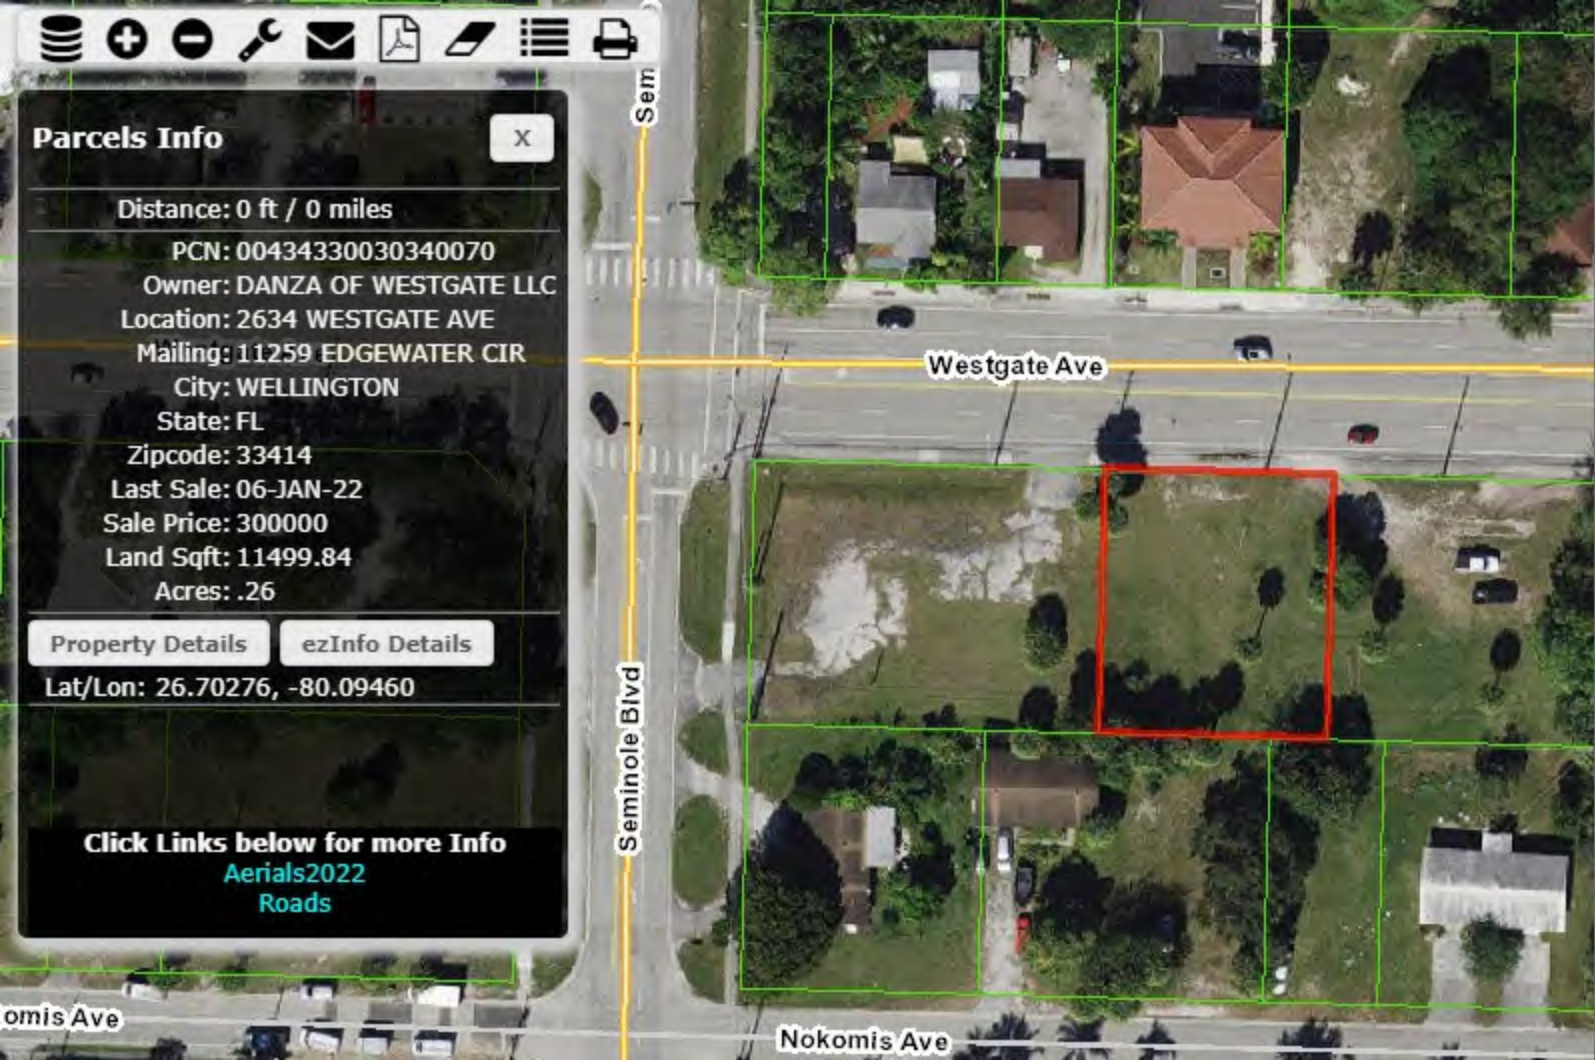 Parcels Info
X
Distance: 0 ft / 0 miles
PCN: 00434330030340070
Owner: DANZA OF WESTGATE LLC
Location: 2634 WESTGATE AVE
Mailing: 11259 EDGEWATER CIR
City: WELLINGTON
State: FL
Zipcode: 33414
Last Sale: 06-JAN-22
Sale Price: 300000
Land Sqft: 11499.84
Acres: .26
Property Details
ezInfo Details
Lat/Lon: 26.70276, -80.09460
Click Links below for more Info
Aerials2022
Roads
Sem
Westgate Ave
Seminole Blvd
omis Ave
Nokomis Ave